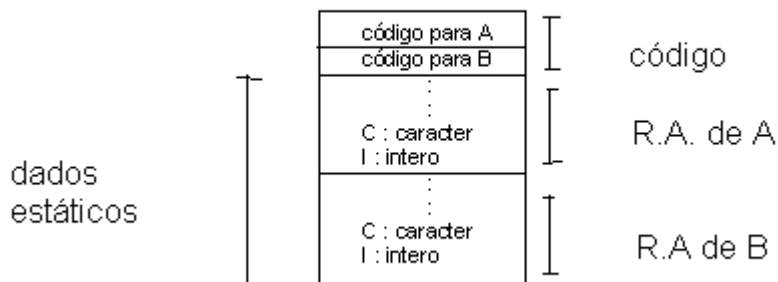 código para A
código para B
código
C : caracter
I : intero
R.A. de A
dados
estáticos
C : caracter
I : intero
R.A de B